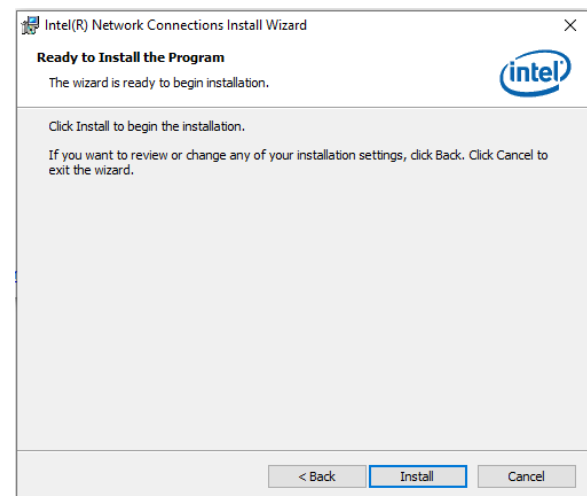 Intel(R) Network Connections Install Wizard
Ready to Install the Program
The wizard is ready to begin installation.
intel
Click Install to begin the installation.
If you want to review or change any of your installation settings, click Back. Click Cancel to
exit the wizard.
< Back Install Cancel